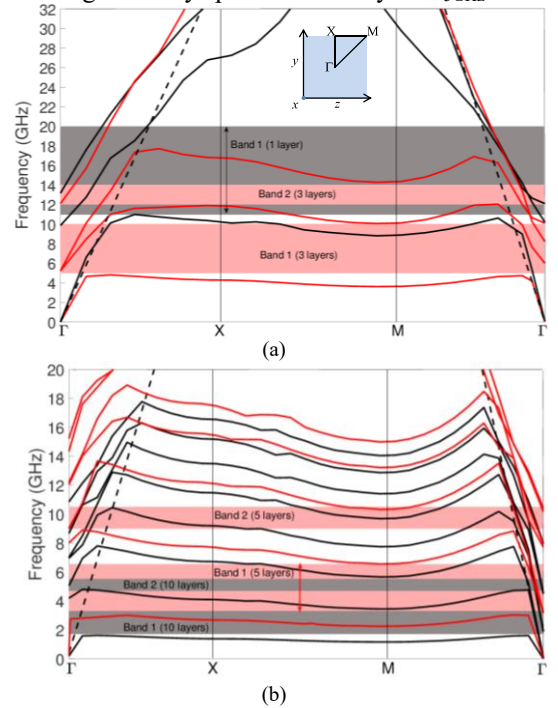 32
30
28
26
24
22
20
18
16
14
12
10
8
6
4
2
0
Frequency (GHz)
X M
Γ
y
x z
Band 1 (1 layer)
Band 2 (3 layers)
Band 1 (3 layers)
Γ X M Γ
(a)
20
18
16
14
12
10
8
6
4
2
0
Frequency (GHz)
Band 2 (5 layers)
Band 1 (5 layers)
Band 2 (10 layers)
Band 1 (10 layers)
Γ X M Γ
(b)